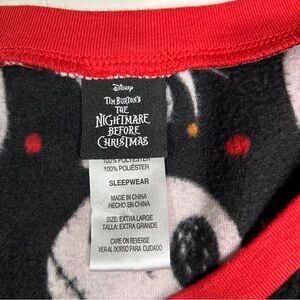 Disney
TIM BURTON'S
THE
NIGHTMARE
BEFORE
CHRISTMAS
100% POLYESTER
100% POLIÉSTER
SLEEPWEAR
MADE IN CHINA
HECHO EN CHINA
SIZE: EXTRA LARGE
TALLA: EXTRA GRANDE
CARE ON REVERSE
VER AL DORSO PARA CUIDADO